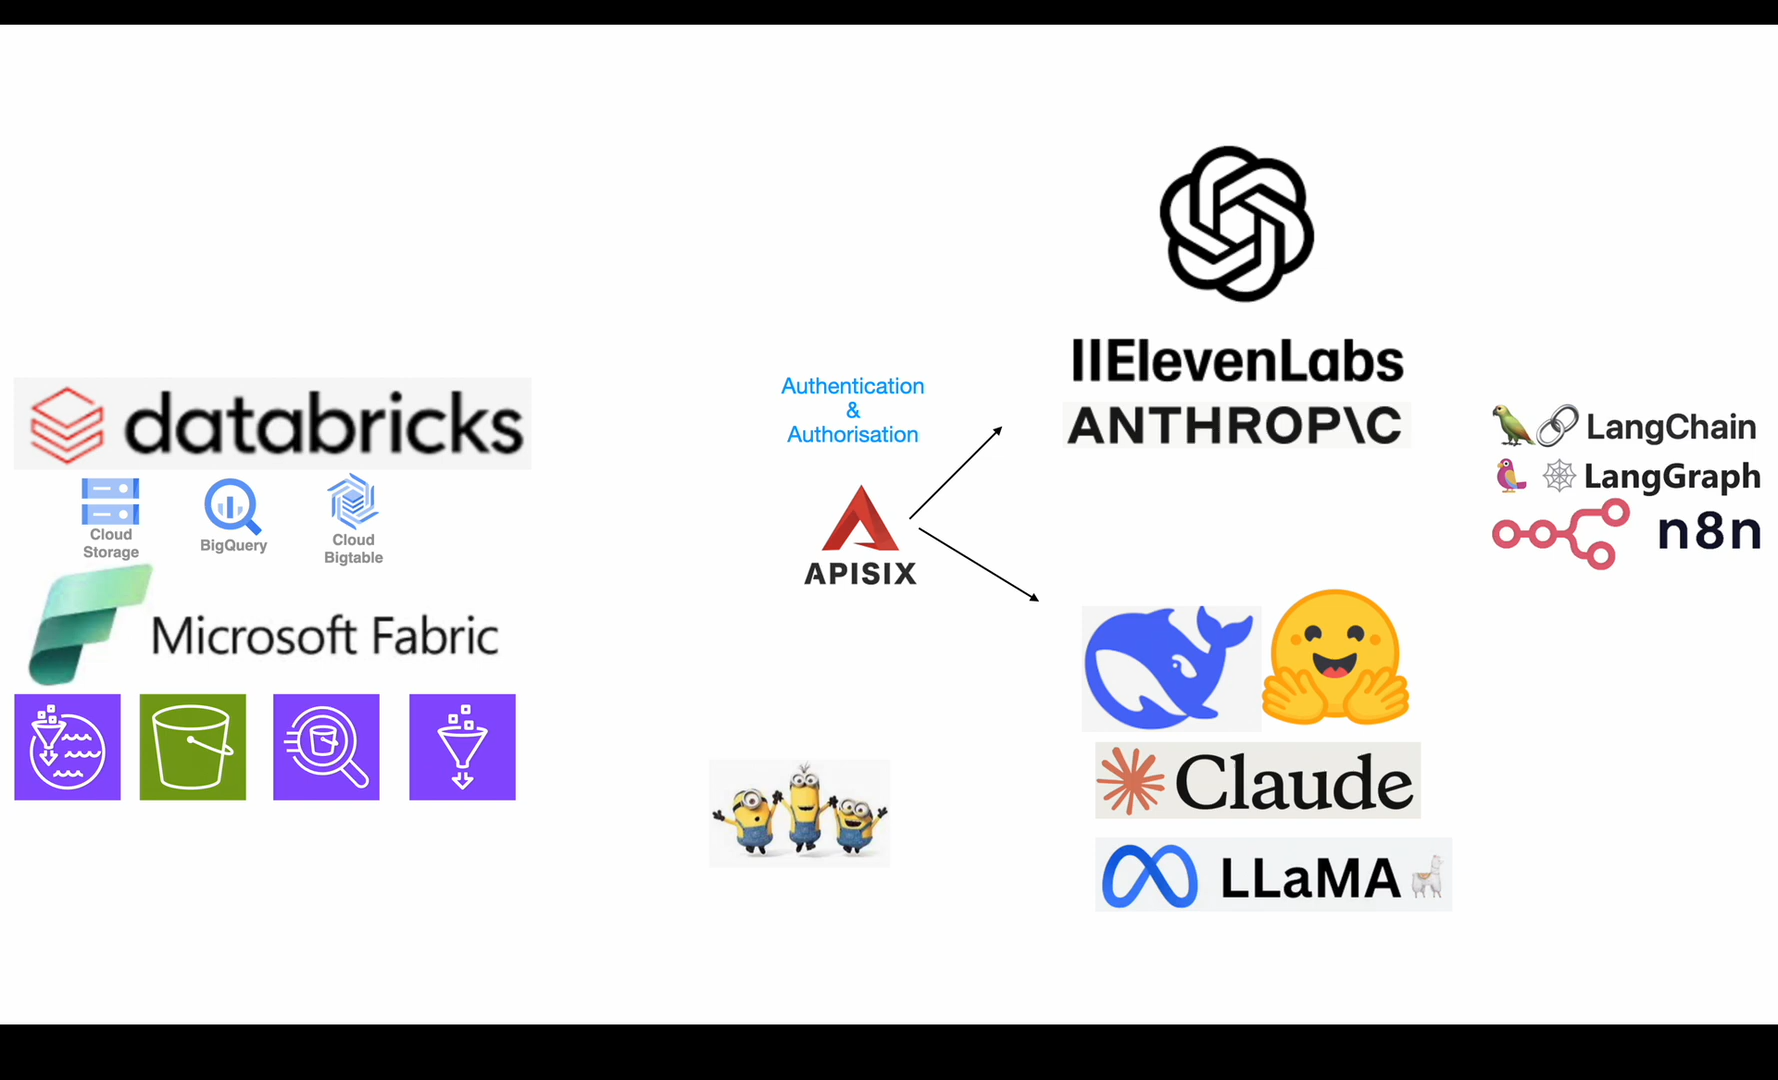 databricks
Cloud
Storage
BigQuery
Cloud
Bigtable
Microsoft Fabric
Authentication
&
Authorisation
APISIX
IIElevenLabs
ANTHROP\C
LangChain
LangGraph
n8n
Claude
LLaMA